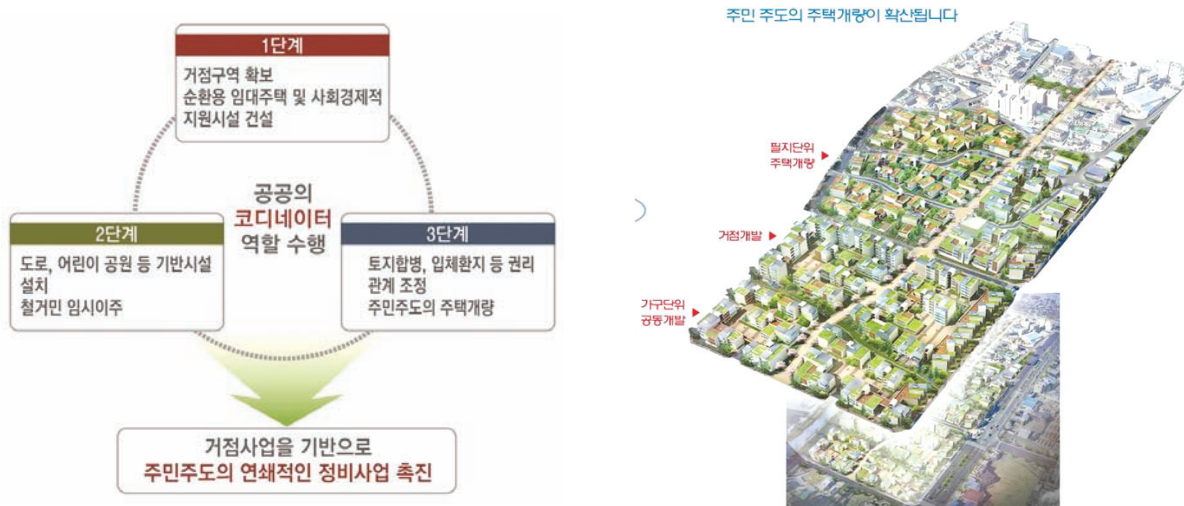 1단계
거점구역 확보
순환용 임대주택 및 사회경제적
지원시설 건설
공공의
코디네이터
역할 수행
2단계
도로, 어린이 공원 등 기반시설
설치
철거민 임시이주
3단계
토지합병, 입체환지 등 권리
관계 조정
주민주도의 주택개량
거점사업을 기반으로
주민주도의 연쇄적인 정비사업 촉진
주민 주도의 주택개량이 확산됩니다
필지단위
주택개량
거점개발
가구단위
공동개발